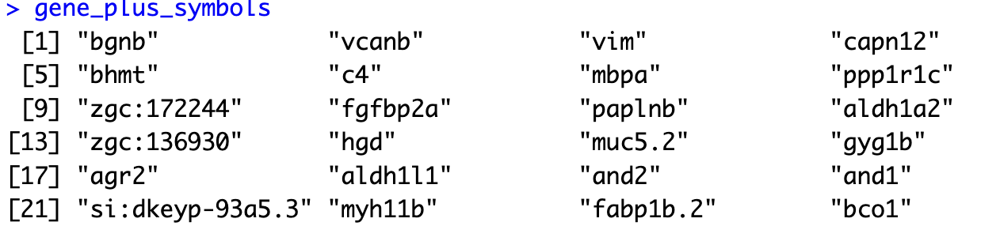 > gene_plus_symbols
[1] "bgnb" "vcanb" "vim" "capn12"
[5] "bhmt" "c4" "mbpa" "ppp1r1c"
[9] "zgc:172244" "fgfbp2a" "paplnb" "aldh1a2"
[13] "zgc:136930" "hgd" "muc5.2" "gyg1b"
[17] "agr2" "aldh1l1" "and2" "and1"
[21] "si:dkeyp-93a5.3" "myh11b" "fabp1b.2" "bco1"